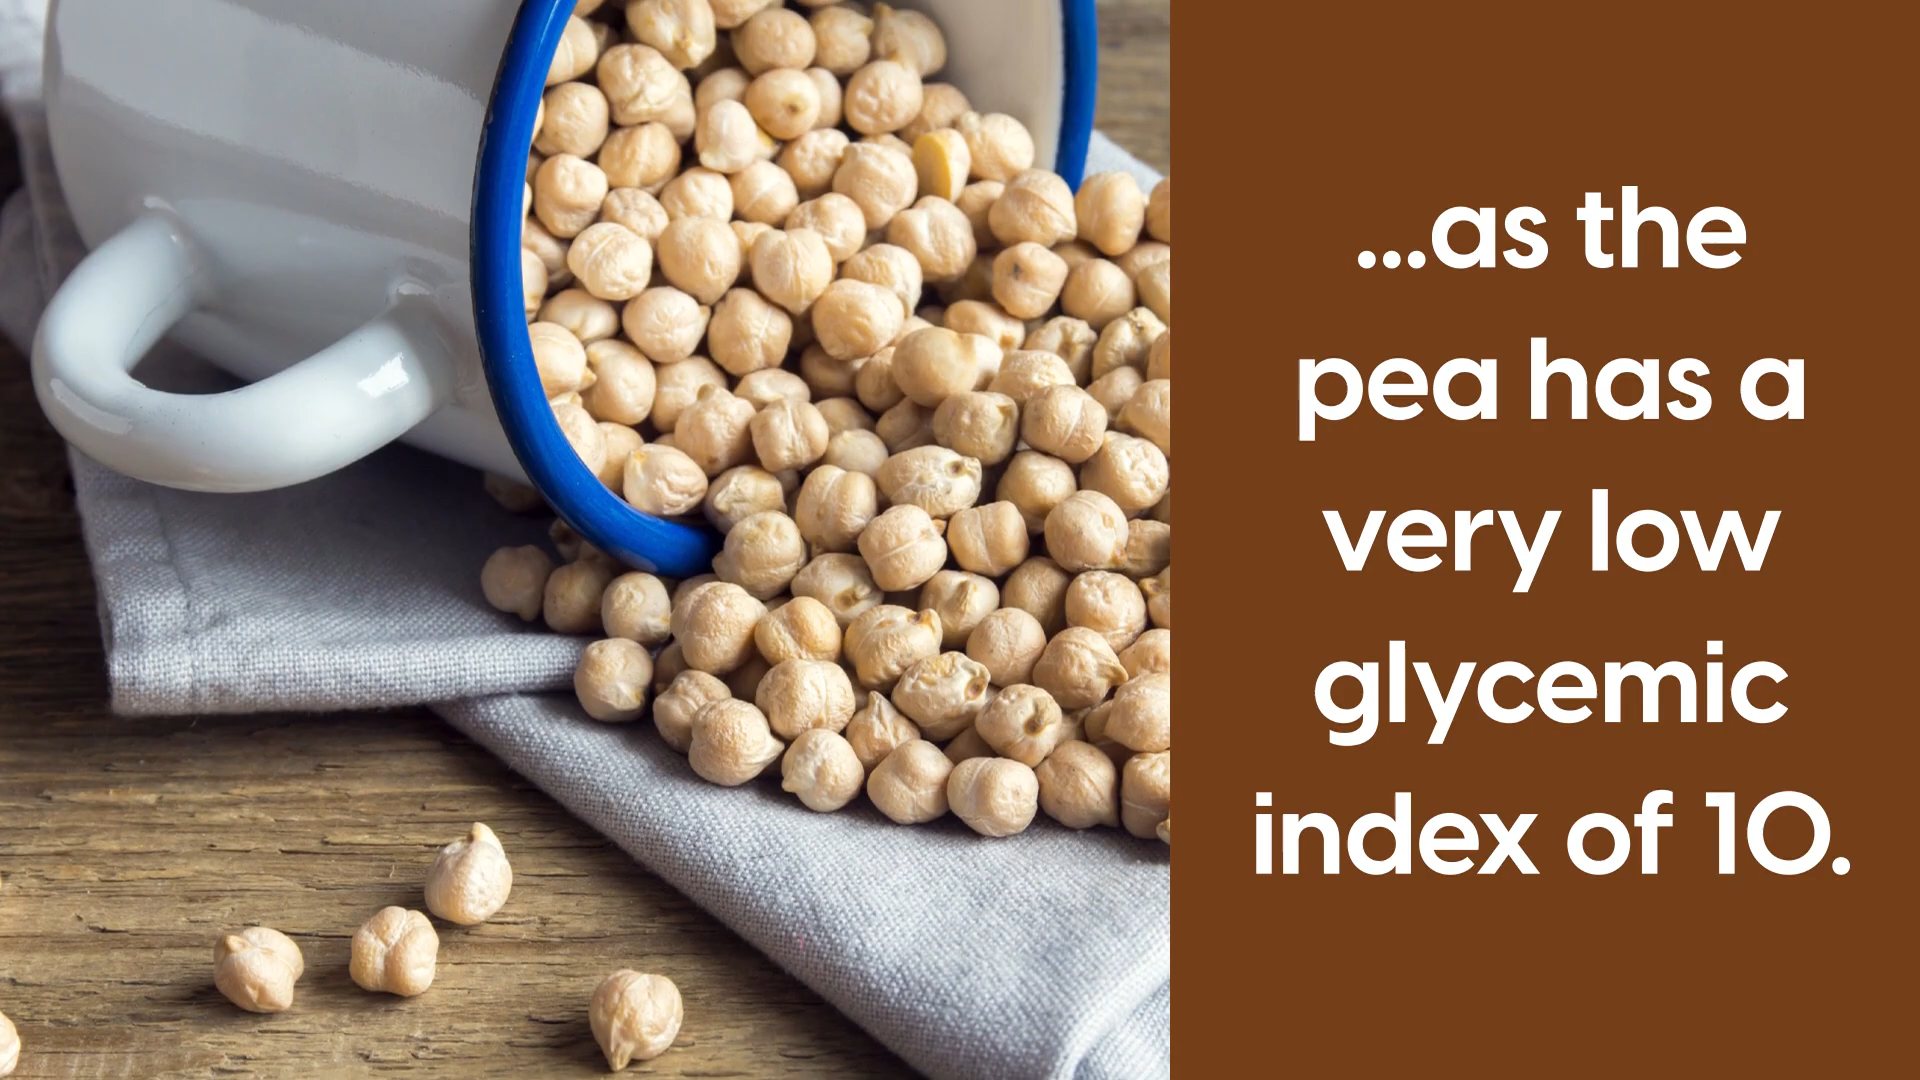 ...as the
pea has a
very low
glycemic
index of 10.